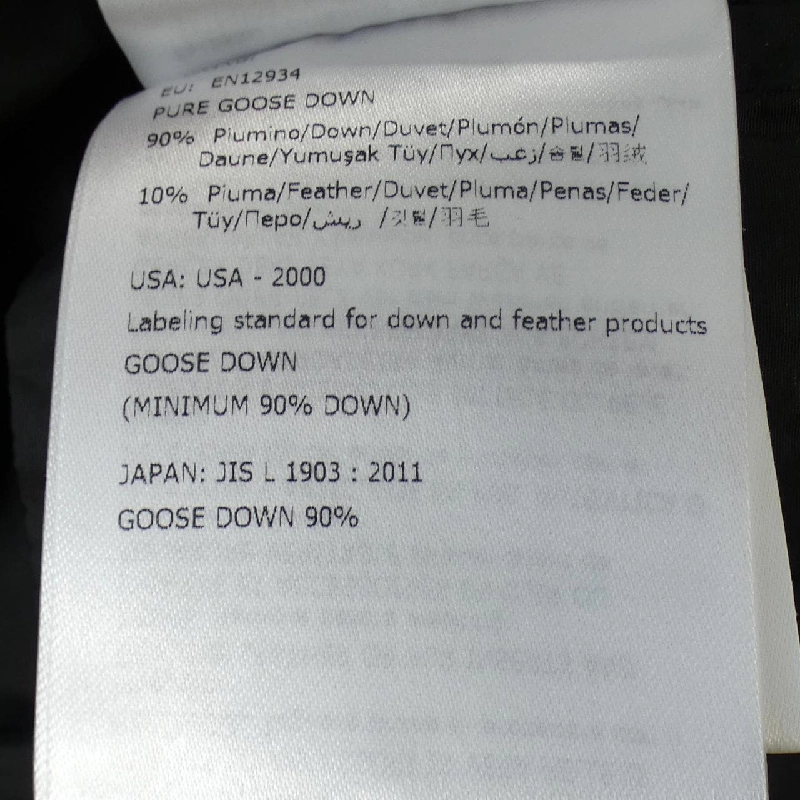 EU: EN12934
PURE GOOSE DOWN
90% Piumino/Down/Duvet/Plumón/Plumas/
Daune/Yumuşak Tüy/Пух/زغب/솜털/羽绒
10% Piuma/Feather/Duvet/Pluma/Penas/Feder/
Tüy/Перо/ريش /깃털/羽毛
USA: USA - 2000
Labeling standard for down and feather products
GOOSE DOWN
(MINIMUM 90% DOWN)
JAPAN: JIS L 1903 : 2011
GOOSE DOWN 90%